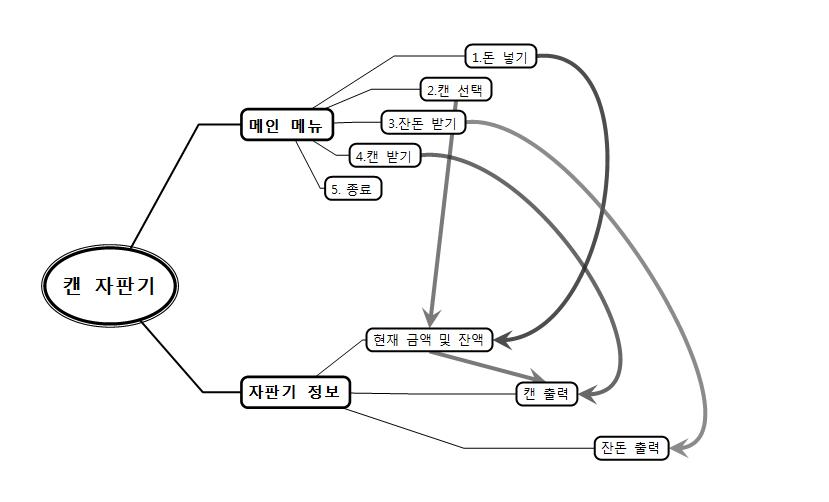 1.돈 넣기
2.캔 선택
메인 메뉴
3.잔돈 받기
4.캔 받기
5. 종료
캔 자판기
현재 금액 및 잔액
자판기 정보
캔 출력
잔돈 출력